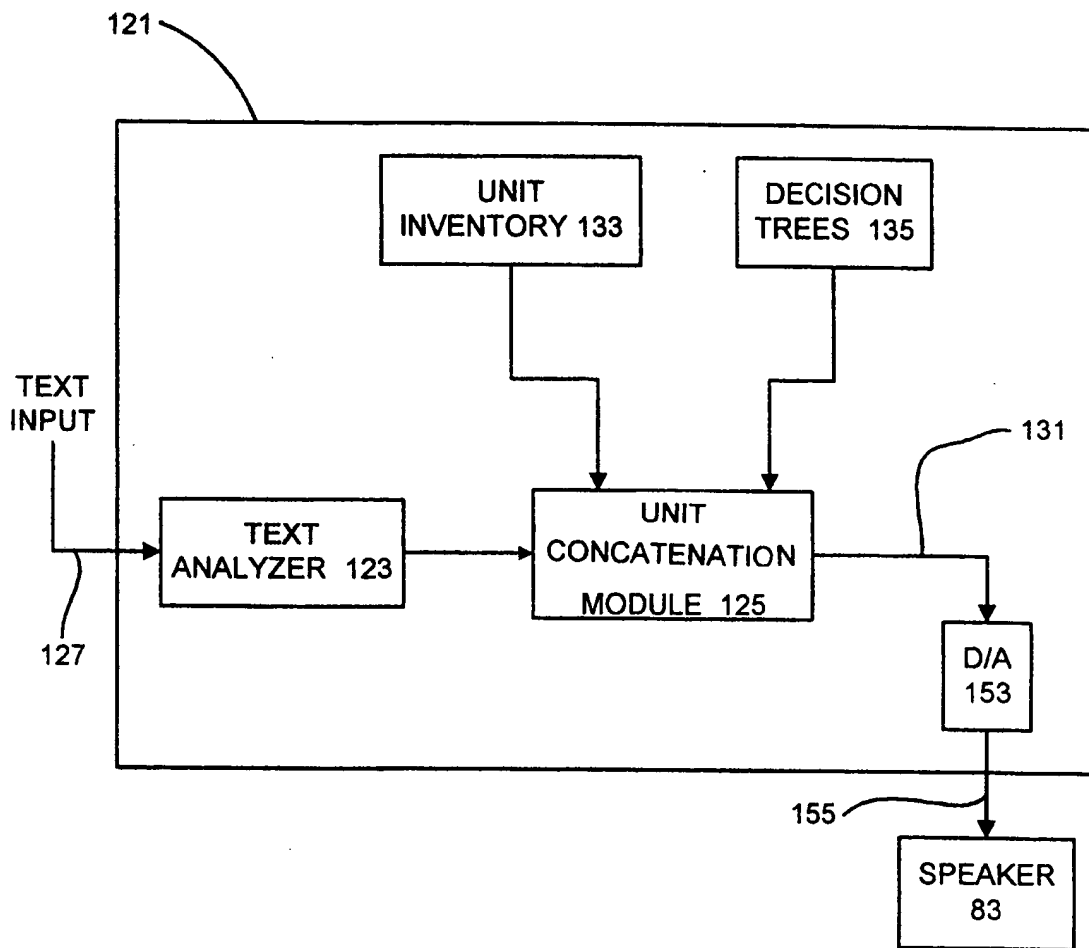 121
UNIT
INVENTORY 133
DECISION
TREES 135
TEXT
INPUT
131
TEXT
ANALYZER 123
UNIT
CONCATENATION
MODULE 125
127
D/A
153
155
SPEAKER
83